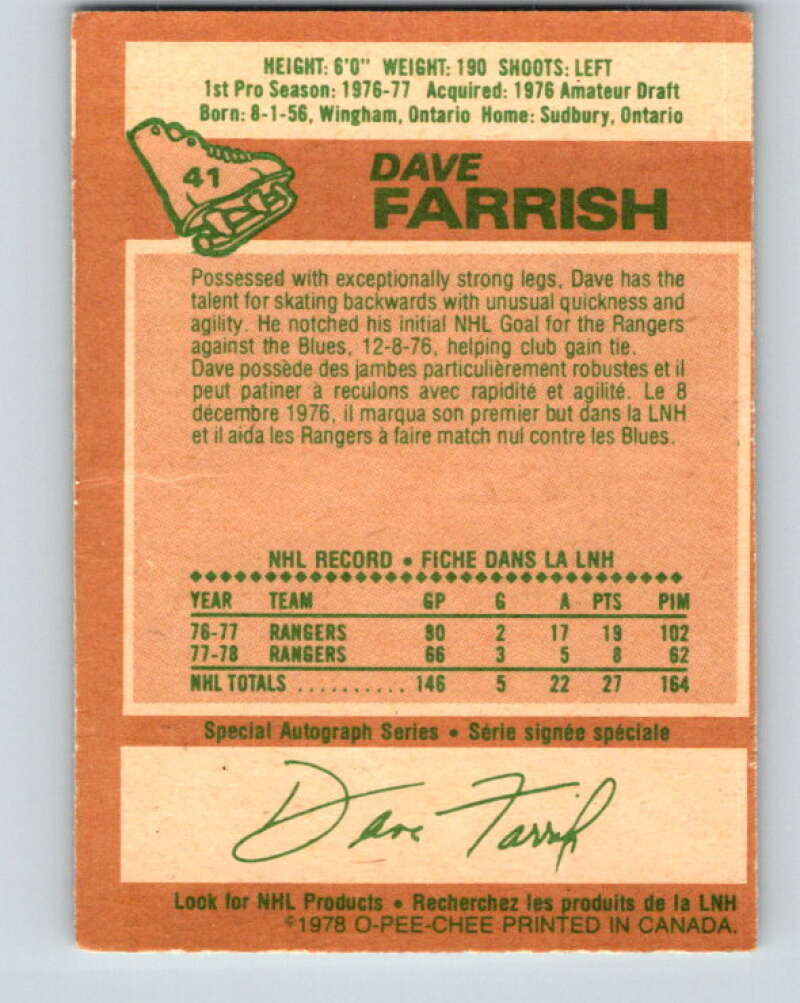 HEIGHT: 6'0" WEIGHT: 190 SHOOTS: LEFT
1st Pro Season: 1976-77 Acquired: 1976 Amateur Draft
Born: 8-1-56, Wingham, Ontario Home: Sudbury, Ontario
41
DAVE
FARRISH
Possessed with exceptionally strong legs, Dave has the
talent for skating backwards with unusual quickness and
agility. He notched his initial NHL Goal for the Rangers
against the Blues, 12-8-76, helping club gain tie.
Dave possède des jambes particulièrement robustes et il
peut patiner à reculons avec rapidité et agilité. Le 8
décembre 1976, il marqua son premier but dans la LNH
et il aida les Rangers à faire match nul contre les Blues.
NHL RECORD • FICHE DANS LA LNH
YEAR TEAM GP G A PTS PIM
76-77 RANGERS 80 2 17 19 102
77-78 RANGERS 66 3 5 8 62
NHL TOTALS .......... 146 5 22 27 164
Special Autograph Series • Série signée spéciale
Dave Farrish
Look for NHL Products • Recherchez les produits de la LNH
©1978 O-PEE-CHEE PRINTED IN CANADA.